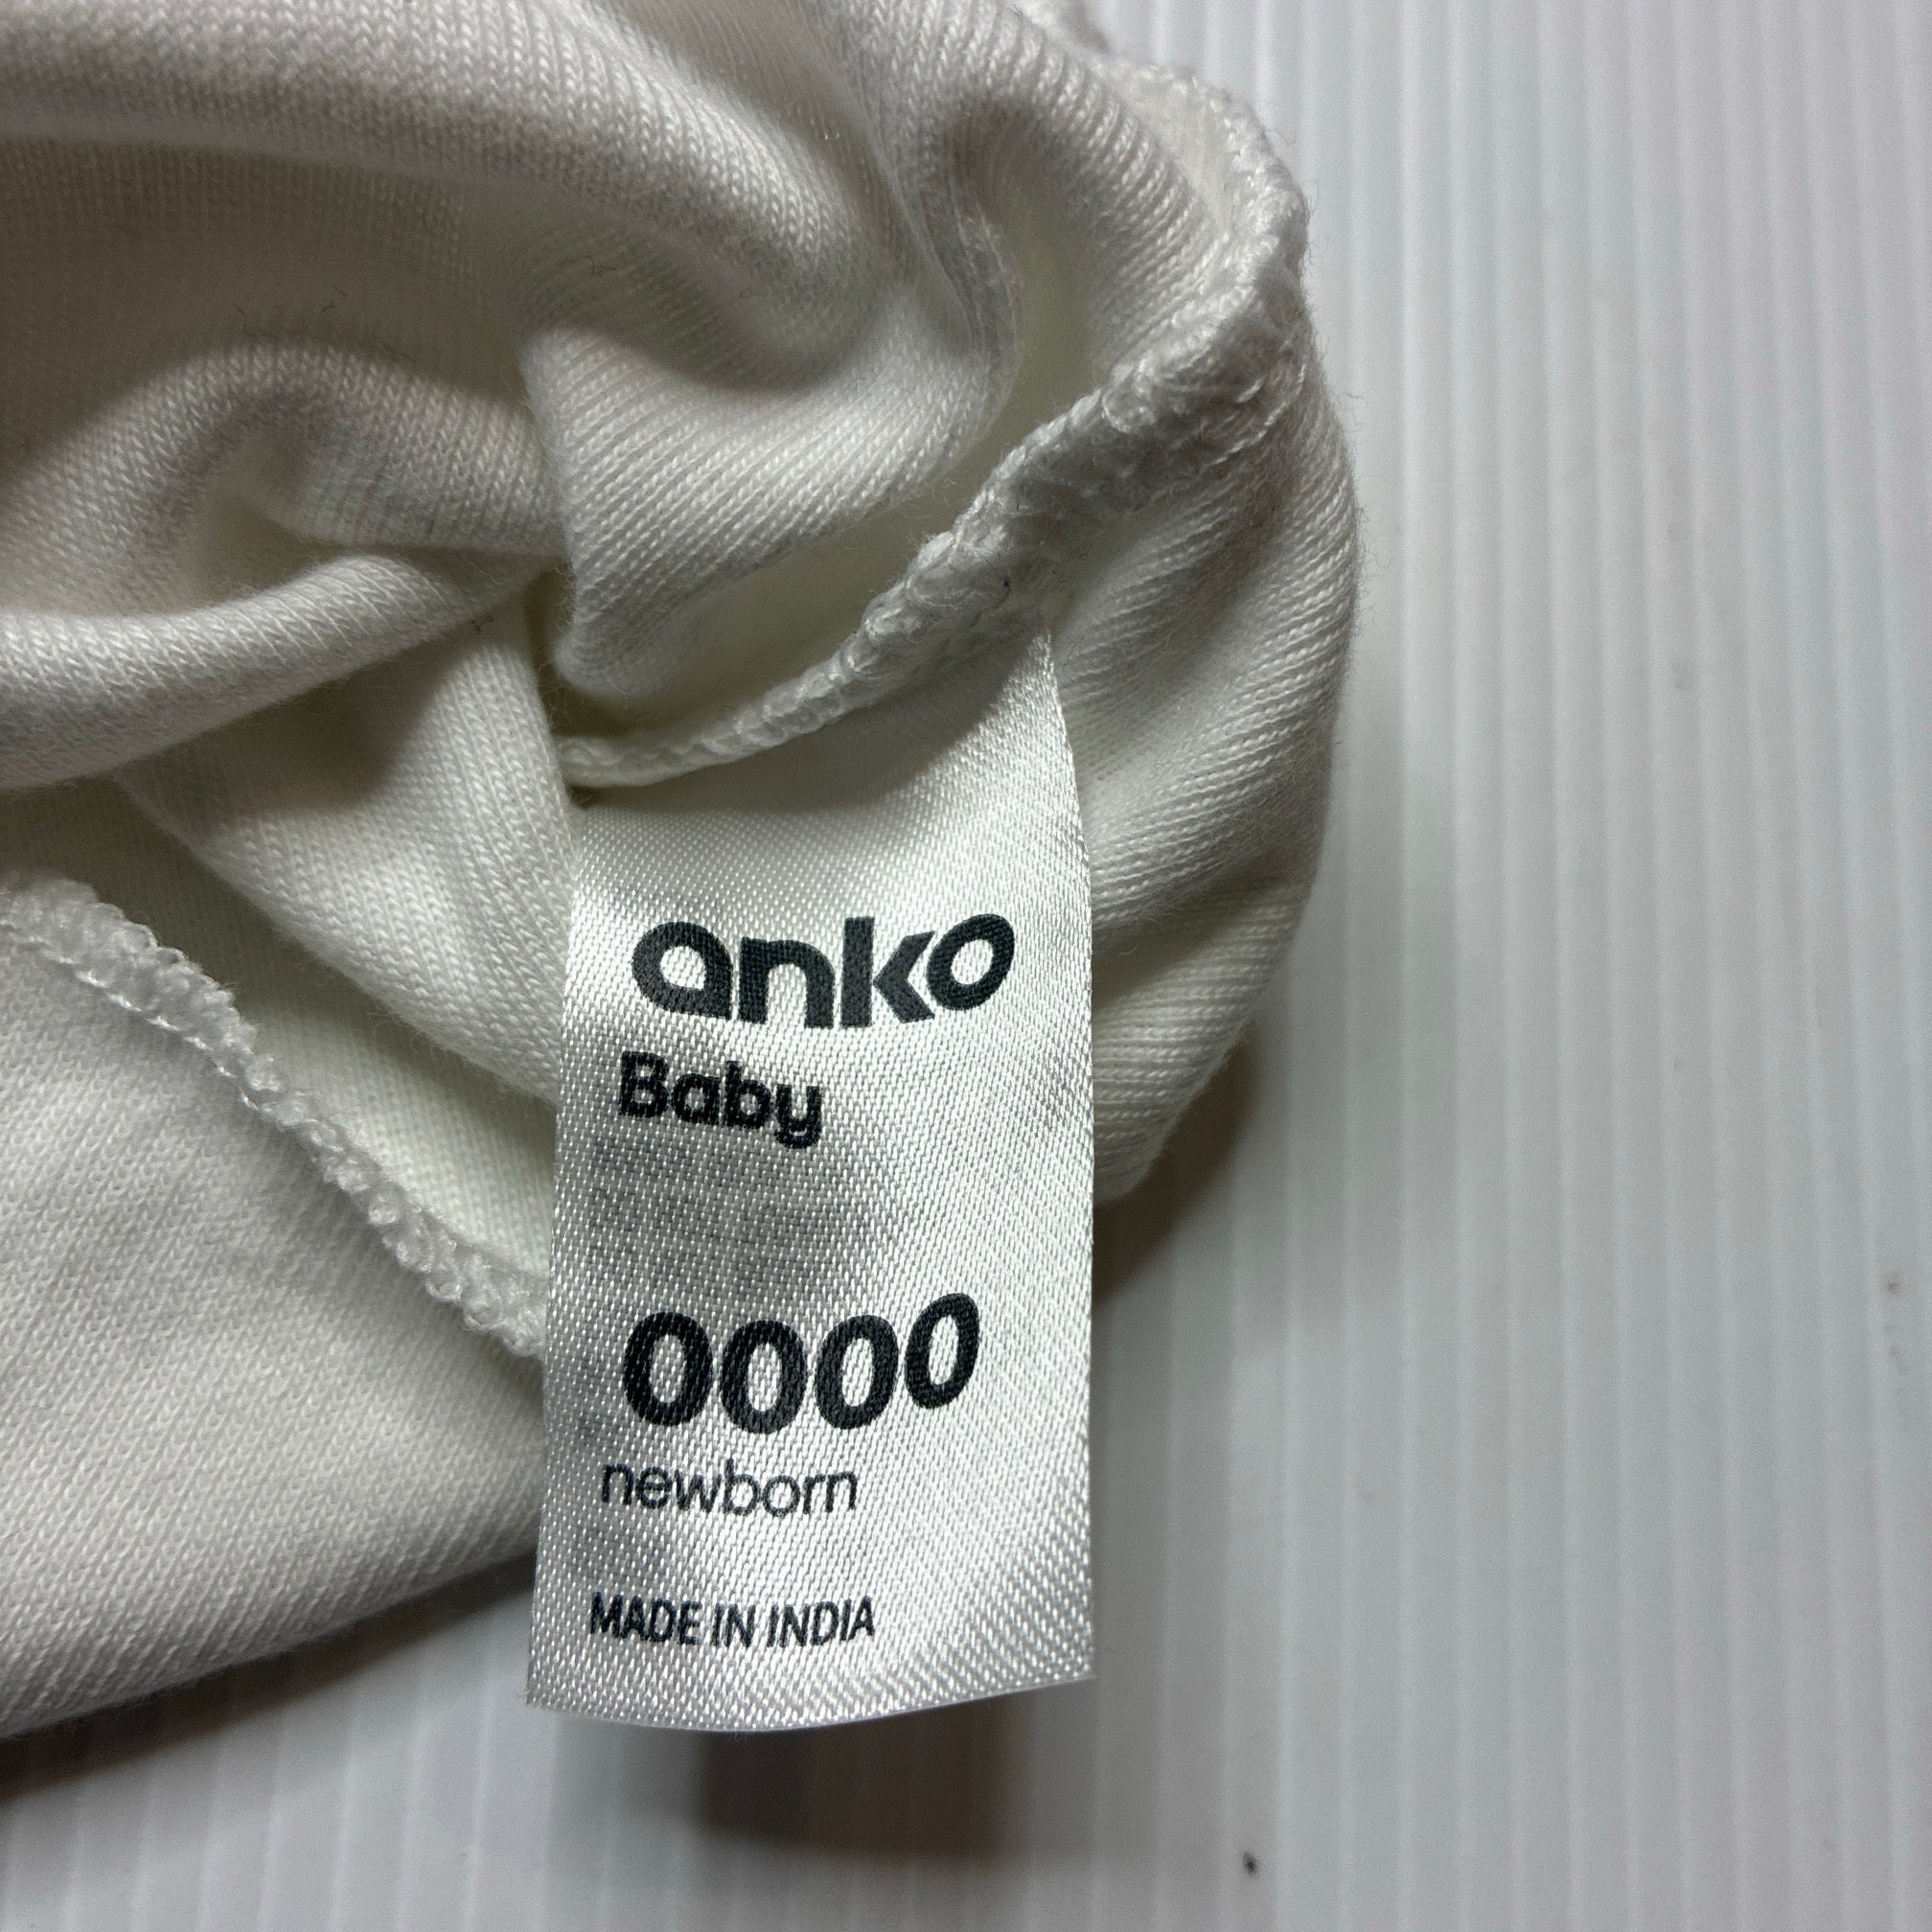 anko
Baby
0000
newborn
MADE IN INDIA